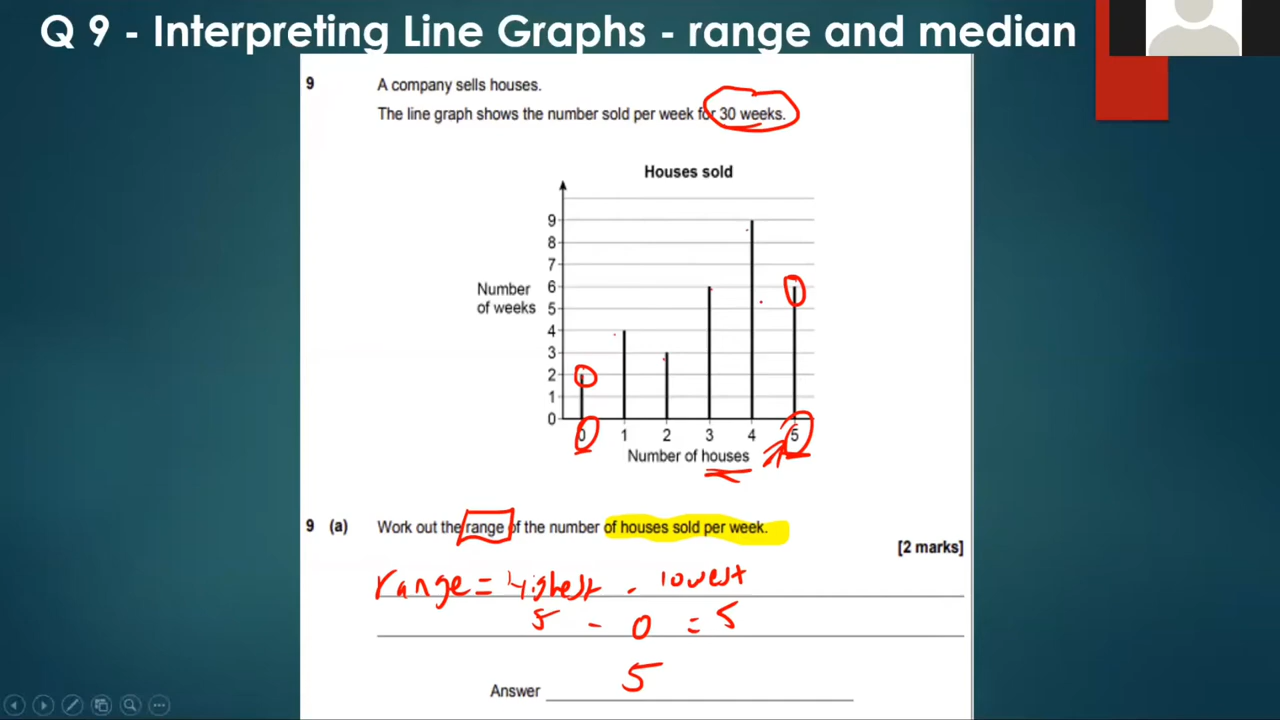 Q 9 - Interpreting Line Graphs - range and median
9 A company sells houses.
The line graph shows the number sold per week for 30 weeks.
Houses sold
9
8
7
Number of weeks
6
5
4
3
2
1
0
0 1 2 3 4 5
Number of houses
9 (a) Work out the range of the number of houses sold per week.
[2 marks]
range = highest - lowest
5 - 0 = 5
5
Answer